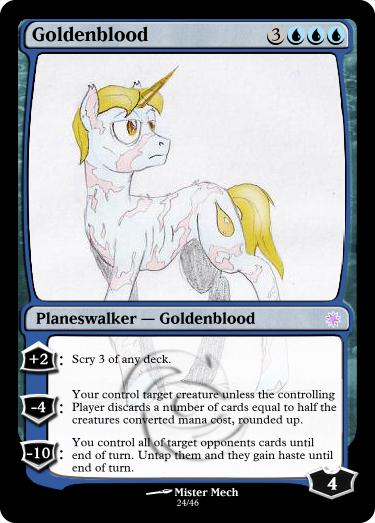 Goldenblood 3
Planeswalker — Goldenblood
+2: Scry 3 of any deck.
-4: Your control target creature unless the controlling
Player discards a number of cards equal to half the
creatures converted mana cost, rounded up.
-10: You control all of target opponents cards until
end of turn. Untap them and they gain haste until
end of turn.
4
Mister Mech
24/46